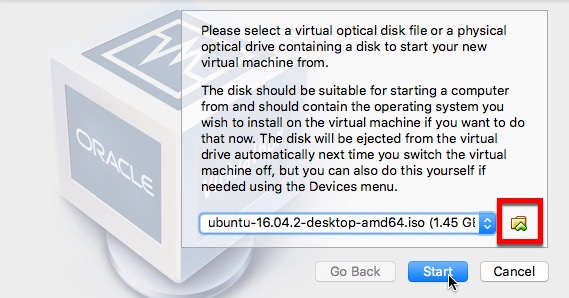 Please select a virtual optical disk file or a physical
optical drive containing a disk to start your new
virtual machine from.
The disk should be suitable for starting a computer
from and should contain the operating system you
wish to install on the virtual machine if you want to do
that now. The disk will be ejected from the virtual
drive automatically next time you switch the virtual
machine off, but you can also do this yourself if
needed using the Devices menu.
ORACLE
ubuntu-16.04.2-desktop-amd64.iso (1.45 GE
Go Back
Start
Cancel